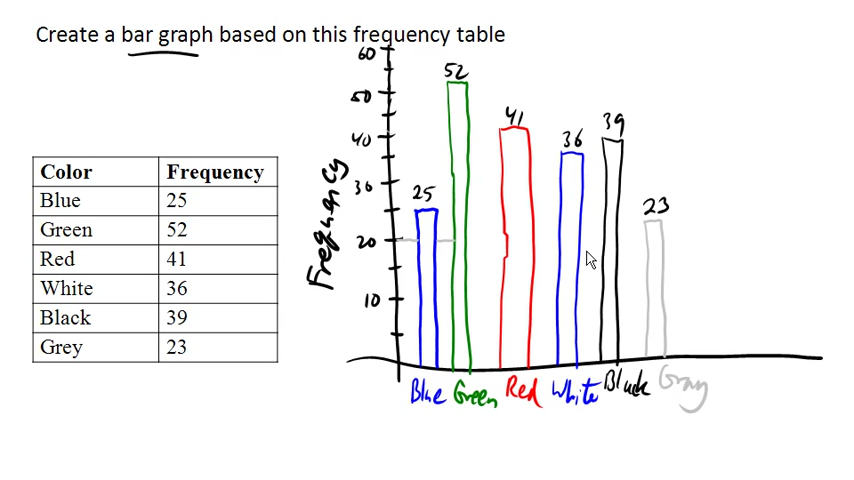 Create a bar graph based on this frequency table
Color Frequency
Blue 25
Green 52
Red 41
White 36
Black 39
Grey 23
Frequency
60
50
40
30
20
10
25
52
41
36
39
23
Blue Green Red White Black Gray